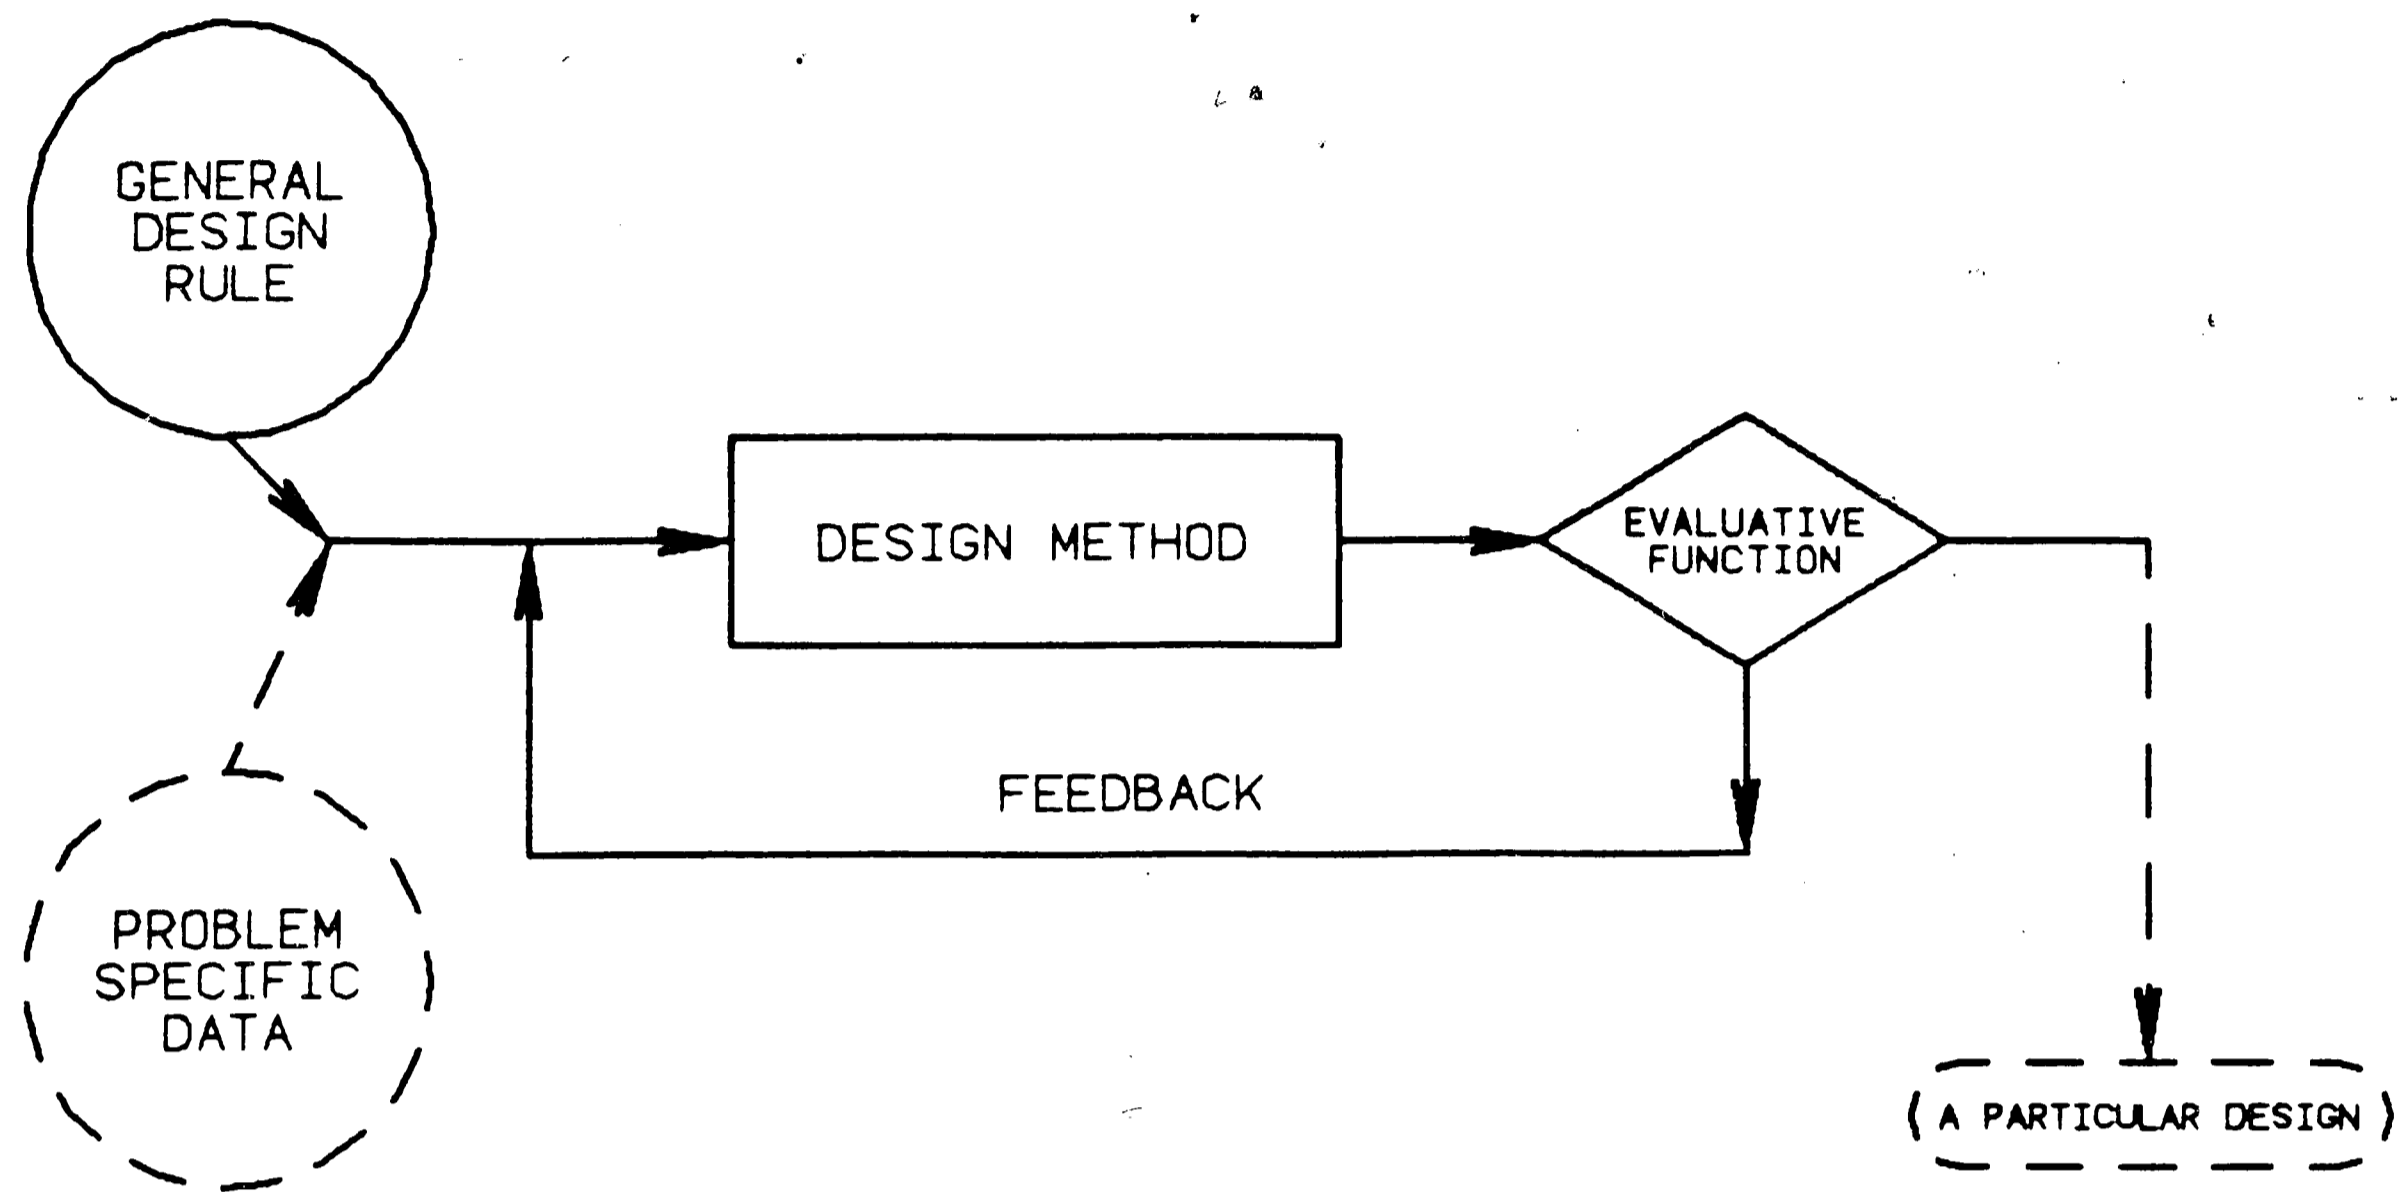 GENERAL
DESIGN
RULE
DESIGN METHOD
EVALUATIVE
FUNCTION
FEEDBACK
PROBLEM
SPECIFIC
DATA
A PARTICULAR DESIGN